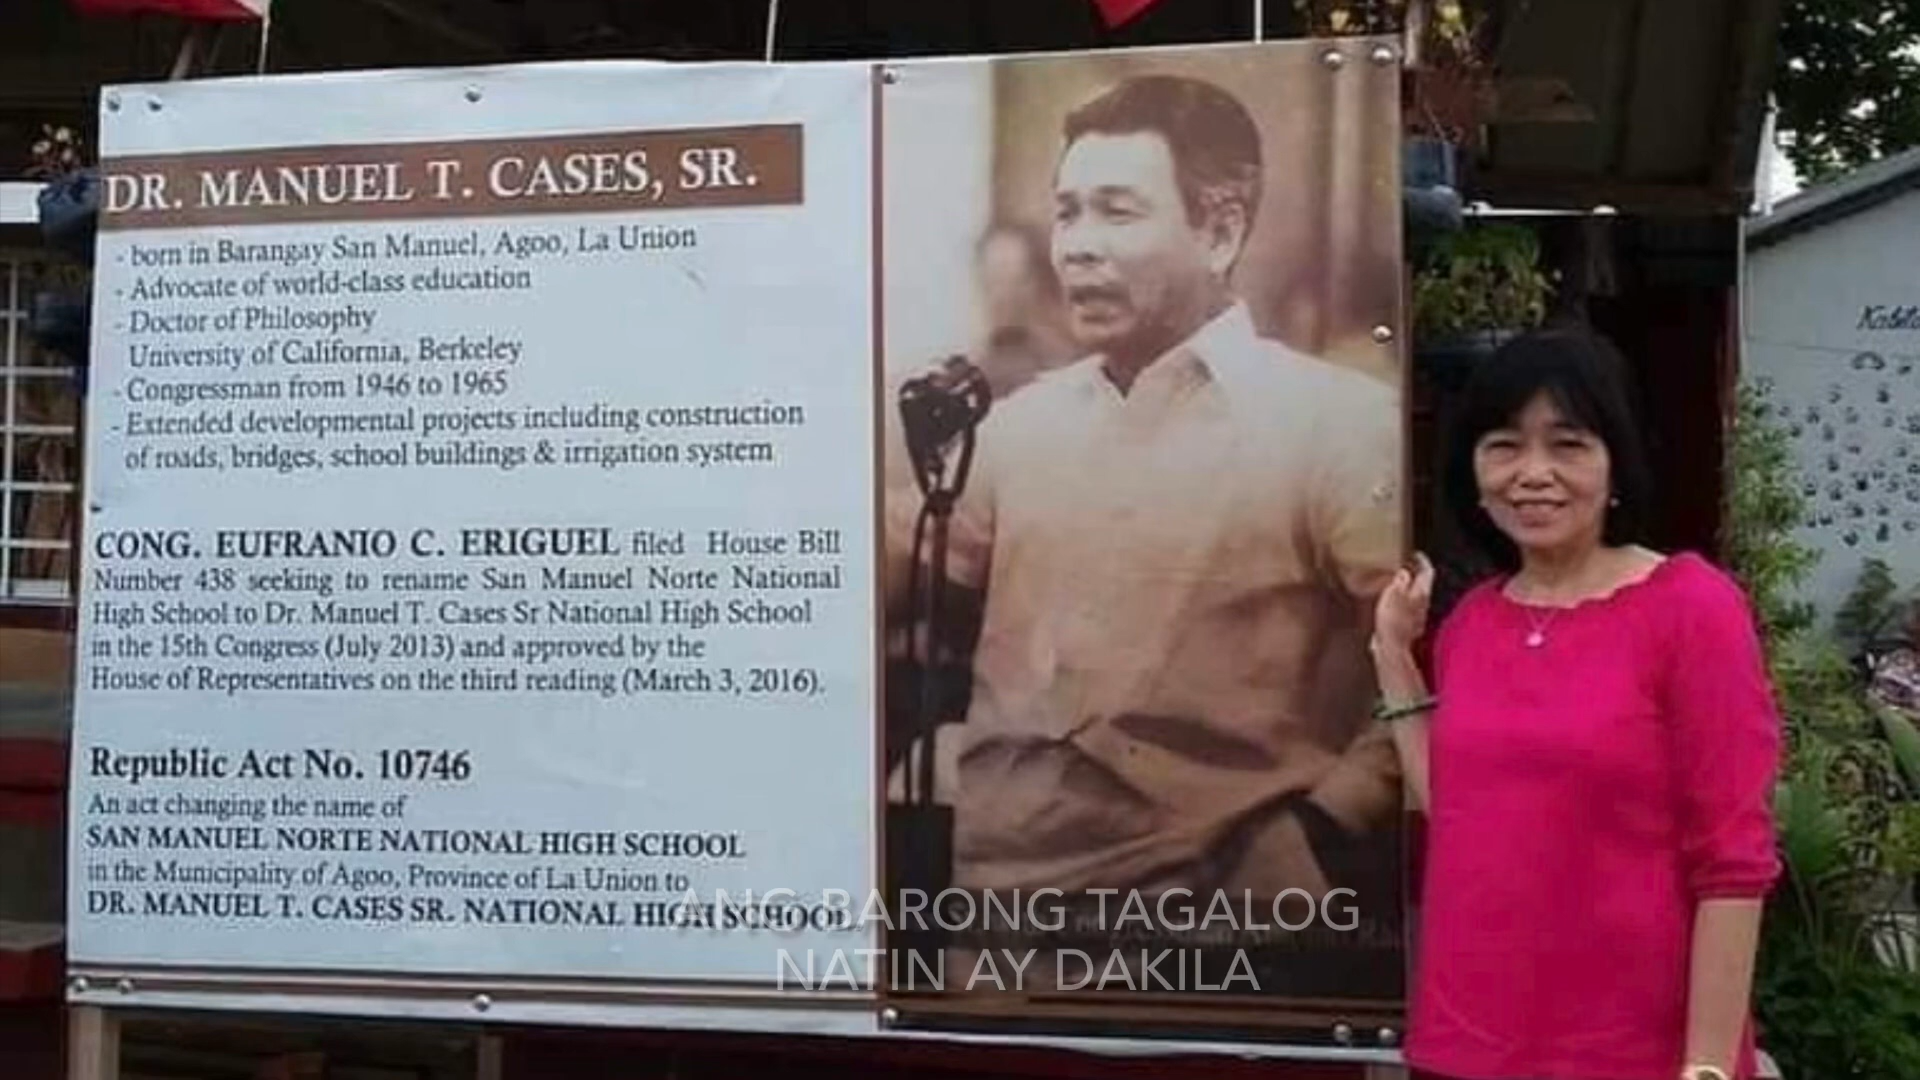 DR. MANUEL T. CASES, SR.
- born in Barangay San Manuel, Agoo, La Union
- Advocate of world-class education
- Doctor of Philosophy
University of California, Berkeley
- Congressman from 1946 to 1965
- Extended developmental projects including construction
of roads, bridges, school buildings & irrigation system
CONG. EUFRANIO C. ERIGUEL filed House Bill
Number 438 seeking to rename San Manuel Norte National
High School to Dr. Manuel T. Cases Sr National High School
in the 15th Congress (July 2013) and approved by the
House of Representatives on the third reading (March 3, 2016).
Republic Act No. 10746
An act changing the name of
SAN MANUEL NORTE NATIONAL HIGH SCHOOL
in the Municipality of Agoo, Province of La Union to
DR. MANUEL T. CASES SR. NATIONAL HIGH SCHOOL
ANG BARONG TAGALOG
NATIN AY DAKILA